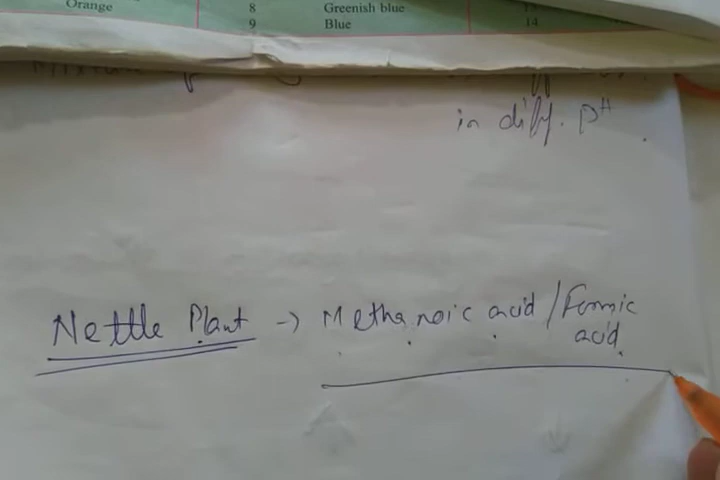 Orange 8 Greenish blue
9 Blue 14
in diff. pH
Nettle Plant → Methanoic acid / Formic
acid